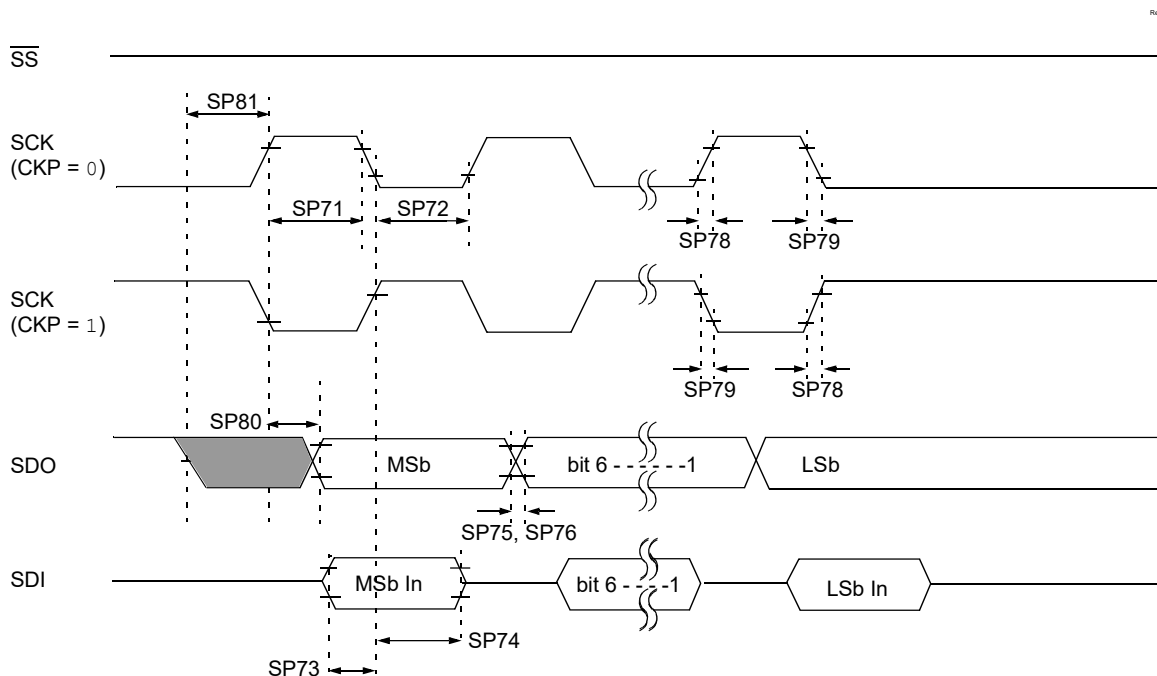 Re
SS
SP81
SCK
(CKP = 0)
SP71
SP72
SP78
SP79
SCK
(CKP = 1)
SP79
SP78
SP80
SDO
MSb
bit 6 - - - - - -1
LSb
SP75, SP76
SDI
MSb In
bit 6 - - - - -1
LSb In
SP74
SP73